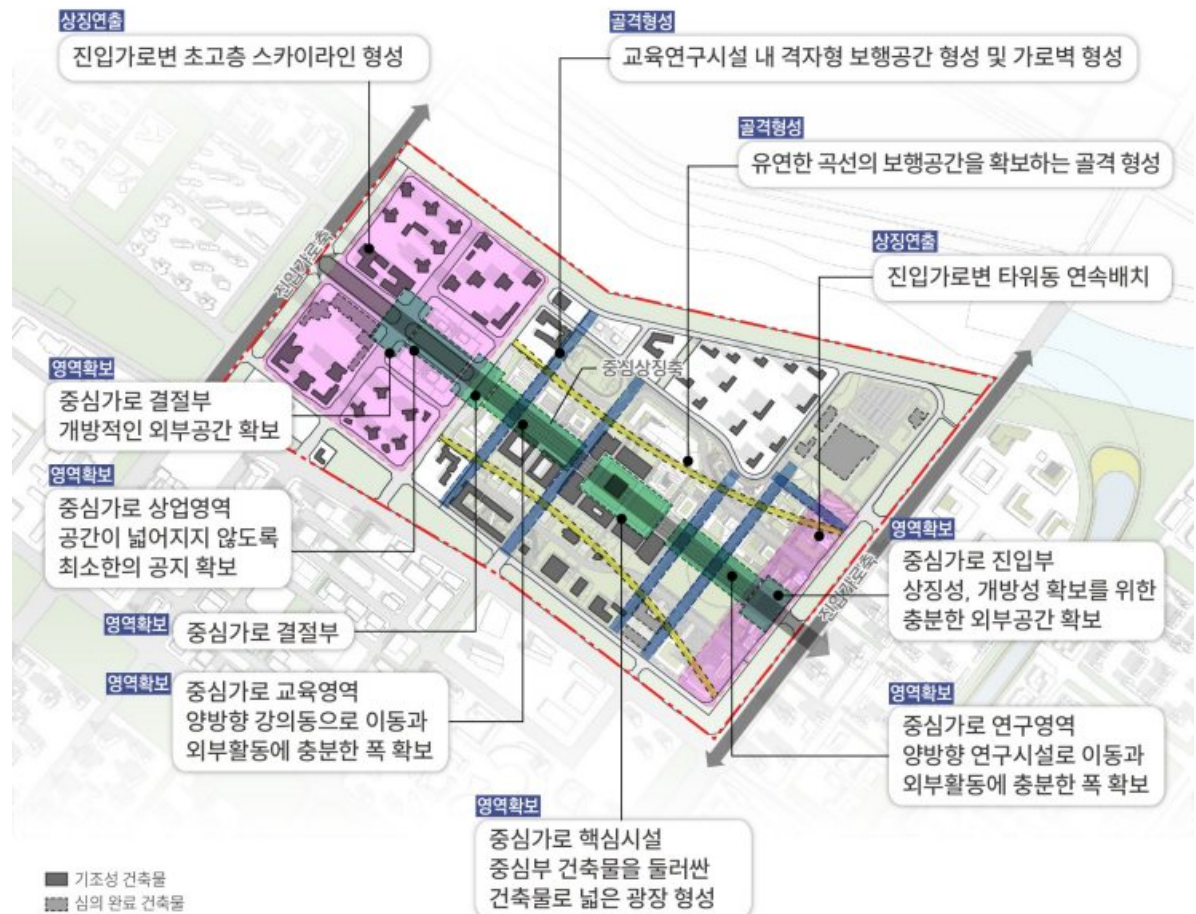 상징연출
진입가로변 초고층 스카이라인 형성
골격형성
교육연구시설 내 격자형 보행공간 형성 및 가로벽 형성
골격형성
유연한 곡선의 보행공간을 확보하는 골격 형성
상징연출
진입가로변 타워동 연속배치
진입가로축
중심상징축
진입가로축
영역확보
중심가로 결절부
개방적인 외부공간 확보
영역확보
중심가로 상업영역
공간이 넓어지지 않도록
최소한의 공지 확보
영역확보
중심가로 결절부
영역확보
중심가로 교육영역
양방향 강의동으로 이동과
외부활동에 충분한 폭 확보
영역확보
중심가로 진입부
상징성, 개방성 확보를 위한
충분한 외부공간 확보
영역확보
중심가로 연구영역
양방향 연구시설로 이동과
외부활동에 충분한 폭 확보
영역확보
중심가로 핵심시설
중심부 건축물을 둘러싼
건축물로 넓은 광장 형성
기조성 건축물
심의 완료 건축물